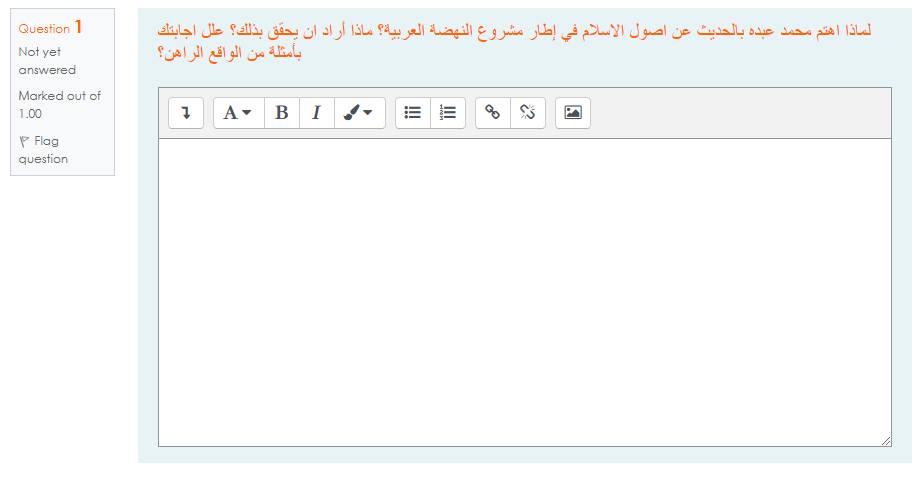 Question 1
Not yet
answered
Marked out of
1.00
Flag
question
لماذا اهتم محمد عبده بالحديث عن اصول الاسلام في إطار مشروع النهضة العربية؟ ماذا أراد ان يحقّق بذلك؟ علل اجابتك
بأمثلة من الواقع الراهن؟
A B I